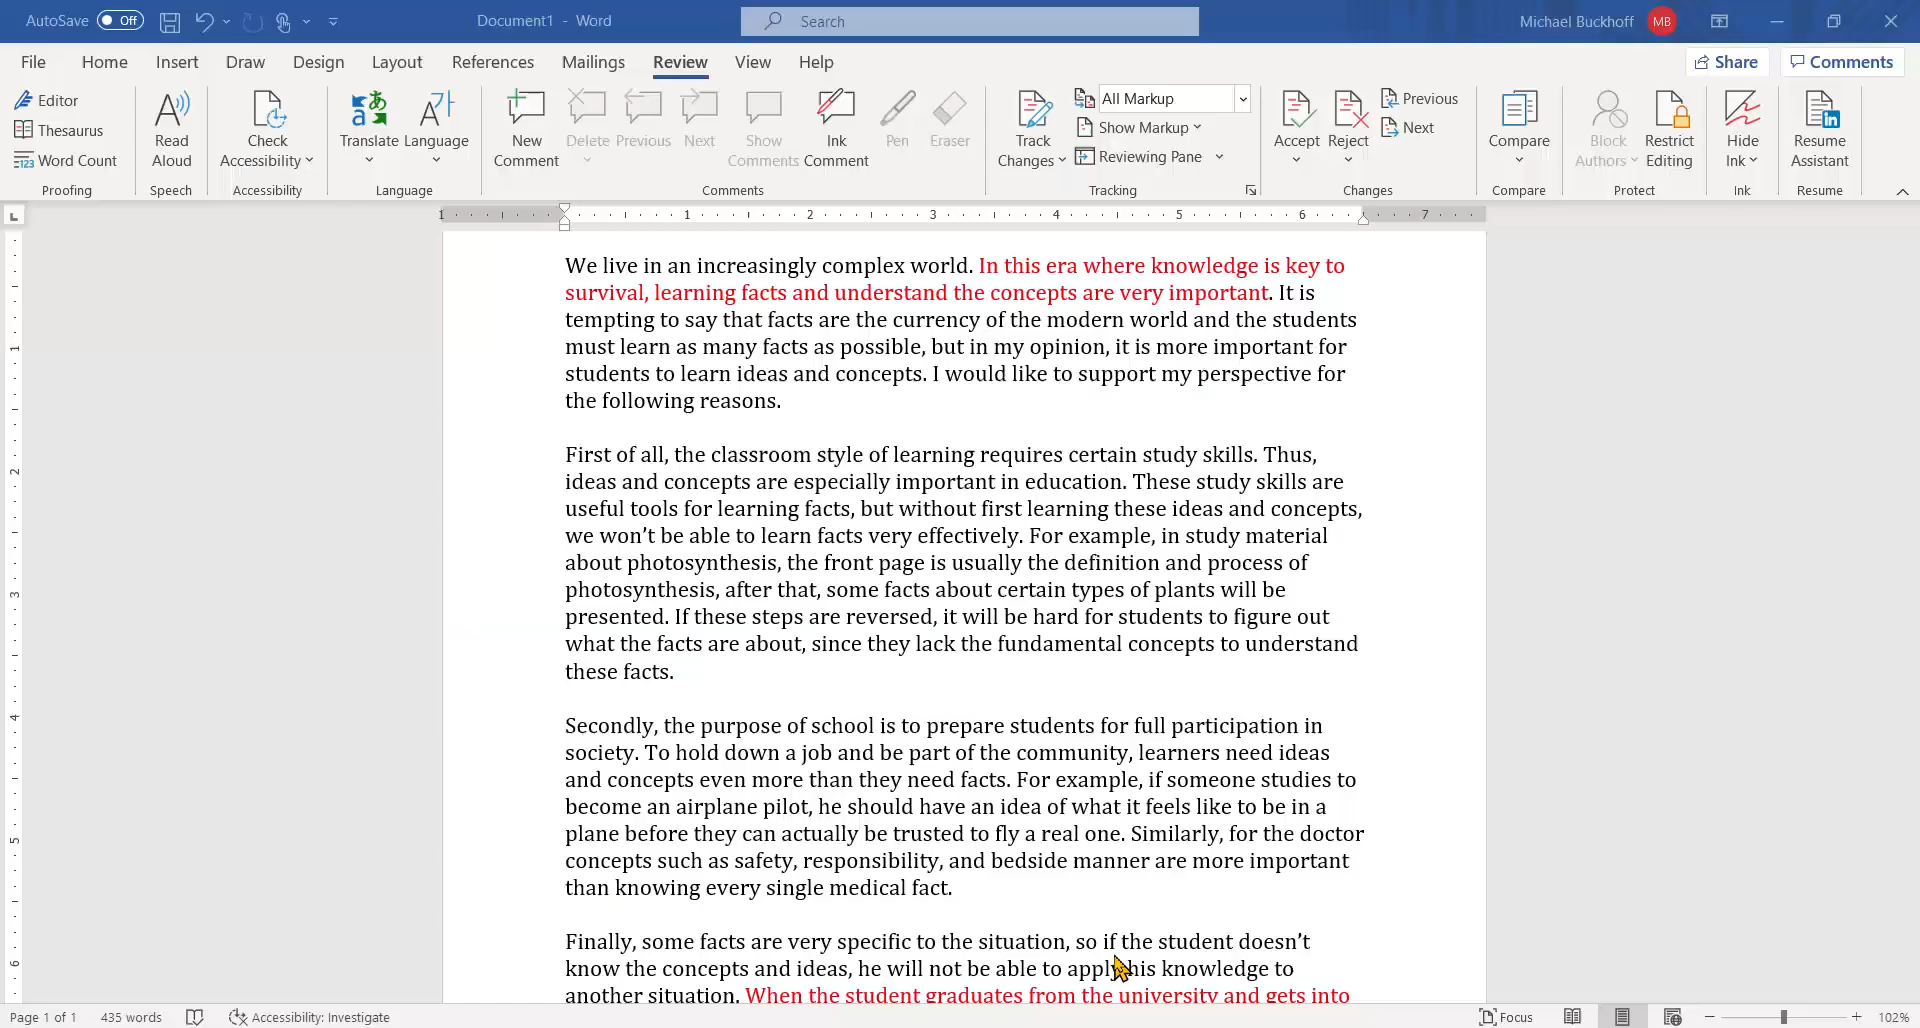 AutoSave Off Document1 - Word Search Michael Buckhoff MB
File Home Insert Draw Design Layout References Mailings Review View Help Share Comments
Editor
Thesaurus
Word Count
Proofing
Read Aloud
Speech
Check Accessibility
Accessibility
Translate
Language
Language
New Comment
Delete
Previous
Next
Show Comments
Ink Comment
Pen
Eraser
Comments
Track Changes
All Markup
Show Markup
Reviewing Pane
Tracking
Accept
Reject
Previous
Next
Changes
Compare
Compare
Block Authors
Restrict Editing
Protect
Hide Ink
Ink
Resume Assistant
Resume
1 1 2 3 4 5 6 7
1
2
3
4
5
6
We live in an increasingly complex world. In this era where knowledge is key to
survival, learning facts and understand the concepts are very important. It is
tempting to say that facts are the currency of the modern world and the students
must learn as many facts as possible, but in my opinion, it is more important for
students to learn ideas and concepts. I would like to support my perspective for
the following reasons.
First of all, the classroom style of learning requires certain study skills. Thus,
ideas and concepts are especially important in education. These study skills are
useful tools for learning facts, but without first learning these ideas and concepts,
we won’t be able to learn facts very effectively. For example, in study material
about photosynthesis, the front page is usually the definition and process of
photosynthesis, after that, some facts about certain types of plants will be
presented. If these steps are reversed, it will be hard for students to figure out
what the facts are about, since they lack the fundamental concepts to understand
these facts.
Secondly, the purpose of school is to prepare students for full participation in
society. To hold down a job and be part of the community, learners need ideas
and concepts even more than they need facts. For example, if someone studies to
become an airplane pilot, he should have an idea of what it feels like to be in a
plane before they can actually be trusted to fly a real one. Similarly, for the doctor
concepts such as safety, responsibility, and bedside manner are more important
than knowing every single medical fact.
Finally, some facts are very specific to the situation, so if the student doesn’t
know the concepts and ideas, he will not be able to apply his knowledge to
another situation. When the student graduates from the university and gets into
Page 1 of 1 435 words Accessibility: Investigate Focus 102%